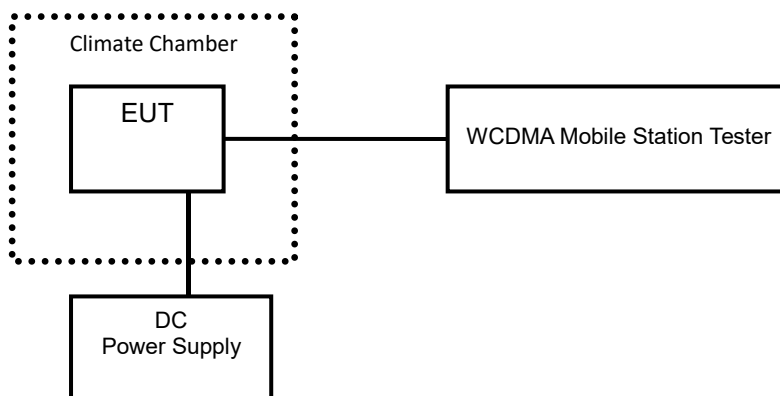 Climate Chamber
EUT
WCDMA Mobile Station Tester
DC
Power Supply